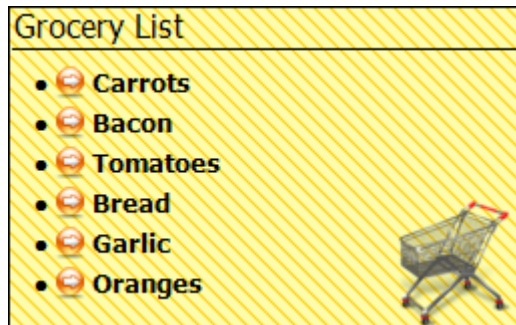 Grocery List
Carrots
Bacon
Tomatoes
Bread
Garlic
Oranges